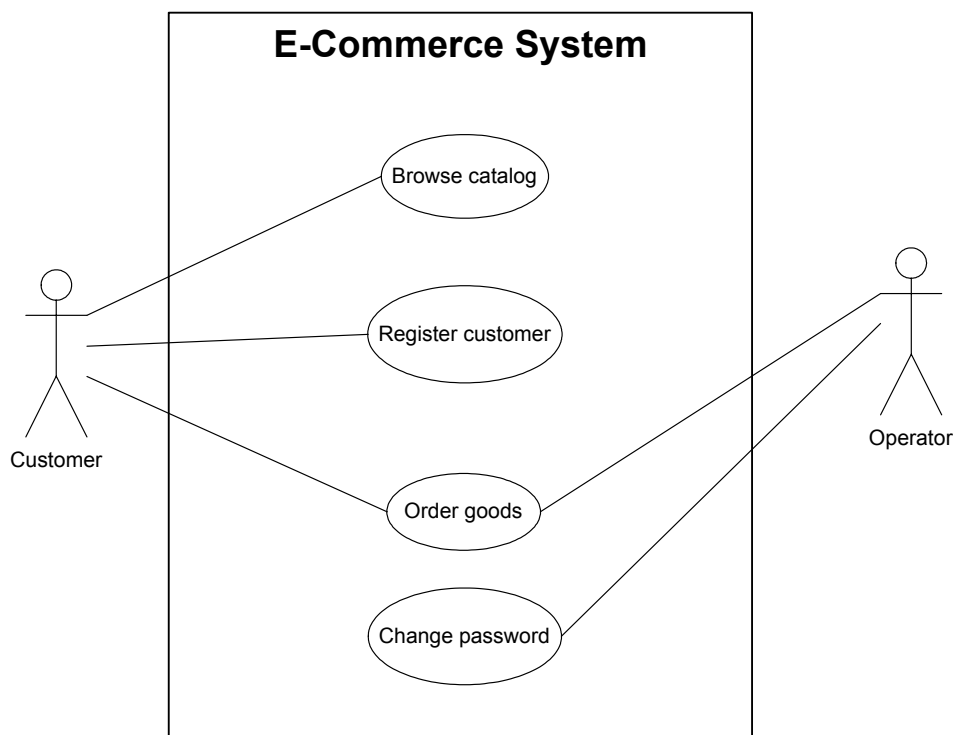 E-Commerce System
Browse catalog
Register customer
Operator
Customer
Order goods
Change password